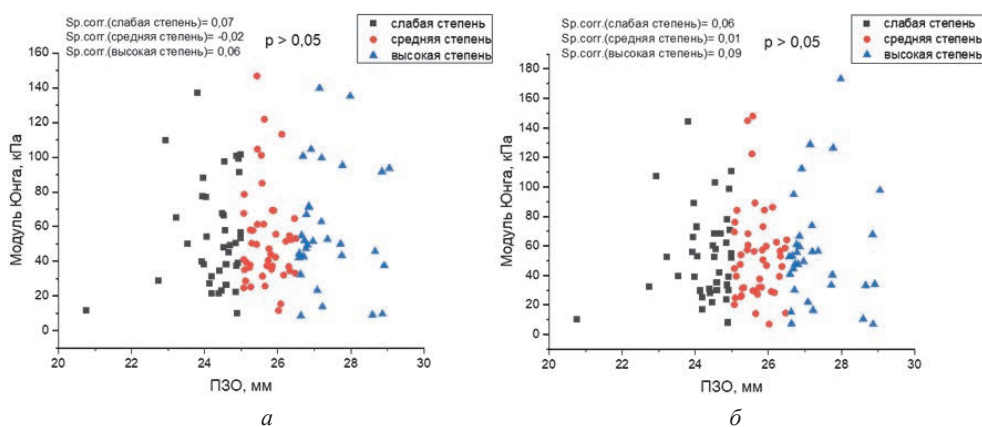 Sp.corr.(слабая степень)= 0,07
Sp.corr.(средняя степень)= -0,02
Sp.corr.(высокая степень)= 0,06
p > 0,05
слабая степень
средняя степень
высокая степень
Модуль Юнга, кПа
160
140
120
100
80
60
40
20
0
20 22 24 26 28 30
ПЗО, мм
а
Sp.corr.(слабая степень)= 0,06
Sp.corr.(средняя степень)= 0,01
Sp.corr.(высокая степень)= 0,09
p > 0,05
слабая степень
средняя степень
высокая степень
Модуль Юнга, кПа
180
160
140
120
100
80
60
40
20
0
20 22 24 26 28 30
ПЗО, мм
б